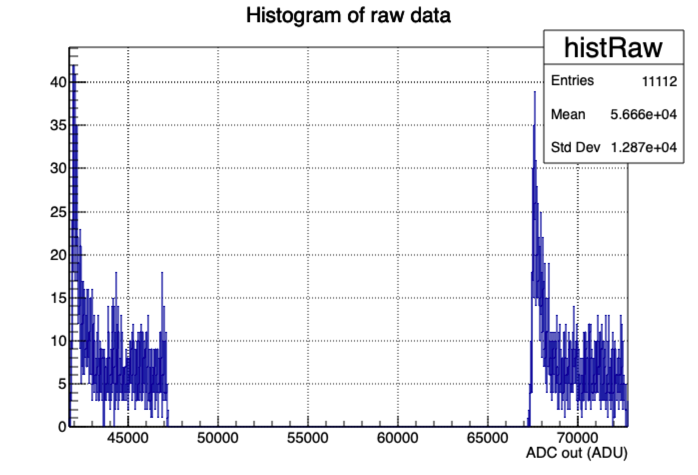 Histogram of raw data
histRaw
Entries 11112
Mean 5.666e+04
Std Dev 1.287e+04
40
35
30
25
20
15
10
5
0
45000 50000 55000 60000 65000 70000
ADC out (ADU)